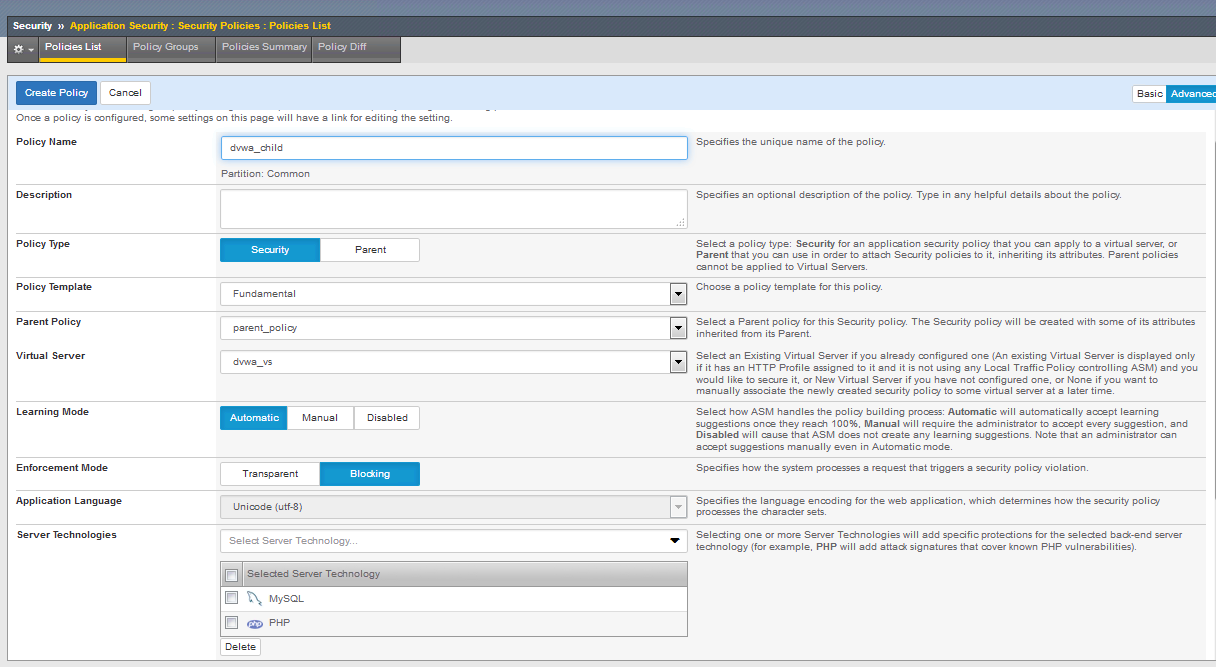 Security » Application Security : Security Policies : Policies List
Policies List Policy Groups Policies Summary Policy Diff
Create Policy Cancel Basic Advanced
Once a policy is configured, some settings on this page will have a link for editing the setting.
Policy Name
dvwa_child
Specifies the unique name of the policy.
Partition: Common
Description
Specifies an optional description of the policy. Type in any helpful details about the policy.
Policy Type
Security Parent
Select a policy type: Security for an application security policy that you can apply to a virtual server, or
Parent that you can use in order to attach Security policies to it, inheriting its attributes. Parent policies
cannot be applied to Virtual Servers.
Policy Template
Fundamental
Choose a policy template for this policy.
Parent Policy
parent_policy
Select a Parent policy for this Security policy. The Security policy will be created with some of its attributes
inherited from its Parent.
Virtual Server
dvwa_vs
Select an Existing Virtual Server if you already configured one (An existing Virtual Server is displayed only
if it has an HTTP Profile assigned to it and it is not using any Local Traffic Policy controlling ASM) and you
would like to secure it, or New Virtual Server if you have not configured one, or None if you want to
manually associate the newly created security policy to some virtual server at a later time.
Learning Mode
Automatic Manual Disabled
Select how ASM handles the policy building process: Automatic will automatically accept learning
suggestions once they reach 100%, Manual will require the administrator to accept every suggestion, and
Disabled will cause that ASM does not create any learning suggestions. Note that an administrator can
accept suggestions manually even in Automatic mode.
Enforcement Mode
Transparent Blocking
Specifies how the system processes a request that triggers a security policy violation.
Application Language
Unicode (utf-8)
Specifies the language encoding for the web application, which determines how the security policy
processes the character sets.
Server Technologies
Select Server Technology...
Selecting one or more Server Technologies will add specific protections for the selected back-end server
technology (for example, PHP will add attack signatures that cover known PHP vulnerabilities).
Selected Server Technology
MySQL
php PHP
Delete